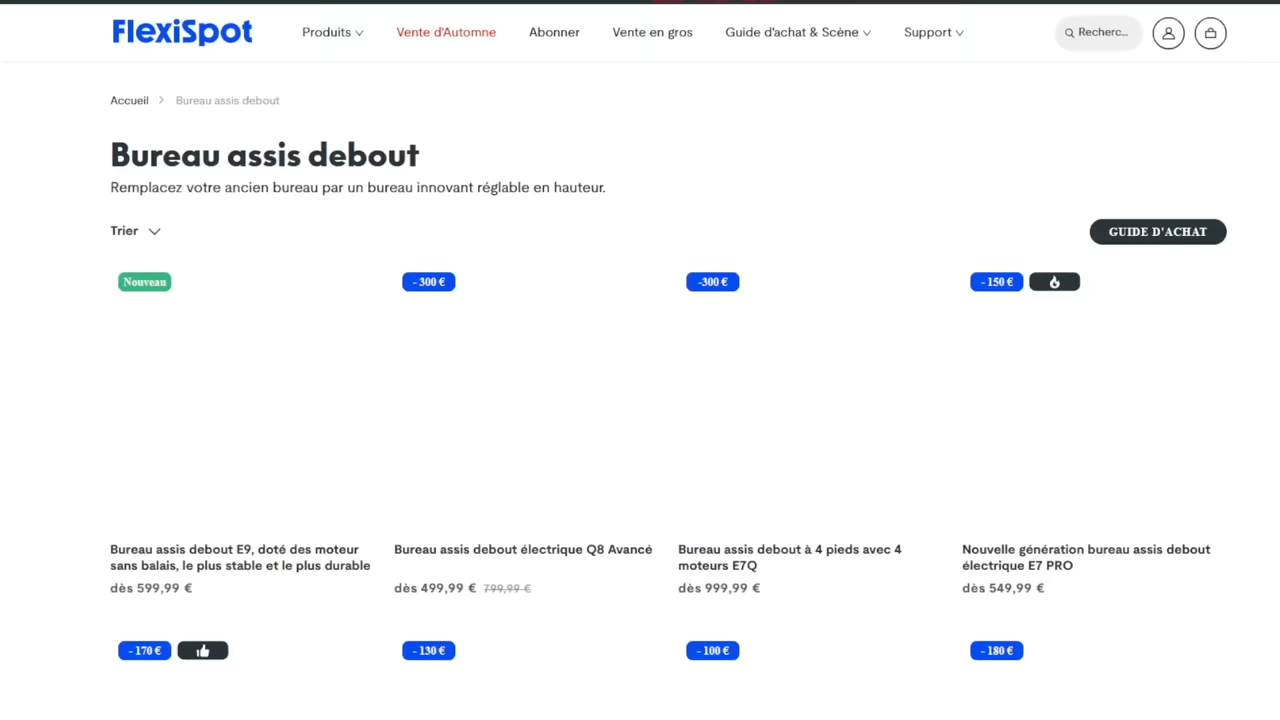 FlexiSpot
Produits
Vente d'Automne
Abonner
Vente en gros
Guide d'achat & Scène
Support
Recherc...
Accueil
Bureau assis debout
Bureau assis debout
Remplacez votre ancien bureau par un bureau innovant réglable en hauteur.
Trier
GUIDE D'ACHAT
Nouveau
- 300 €
-300 €
- 150 €
Bureau assis debout E9, doté des moteur
sans balais, le plus stable et le plus durable
dès 599,99 €
Bureau assis debout électrique Q8 Avancé
dès 499,99 € 799,99 €
Bureau assis debout à 4 pieds avec 4
moteurs E7Q
dès 999,99 €
Nouvelle génération bureau assis debout
électrique E7 PRO
dès 549,99 €
- 170 €
- 130 €
- 100 €
- 180 €